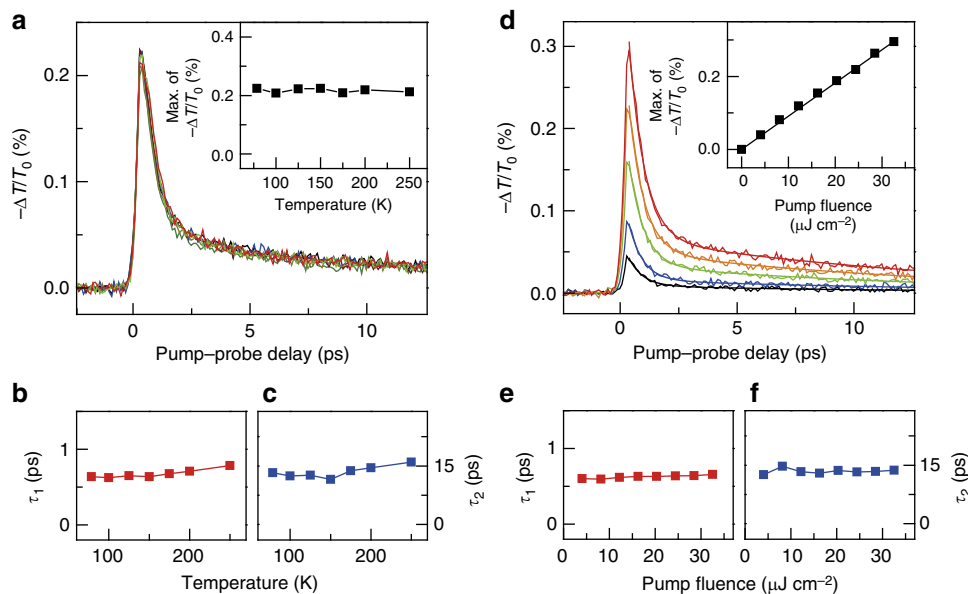 a
0.2
0.1
0.0
−ΔT/T0 (%)
0
5
10
Pump–probe delay (ps)
0.4
0.2
0.0
Max. of
−ΔT/T0 (%)
100
150
200
250
Temperature (K)
d
0.3
0.2
0.1
0.0
−ΔT/T0 (%)
0
5
10
Pump–probe delay (ps)
0.2
0.0
Max. of
−ΔT/T0 (%)
0
10
20
30
Pump fluence
(μJ cm−2)
b
1
0
τ1 (ps)
100
200
c
15
0
τ2 (ps)
100
200
Temperature (K)
e
1
0
τ1 (ps)
0
10
20
30
f
15
0
τ2 (ps)
0
10
20
30
Pump fluence (μJ cm−2)